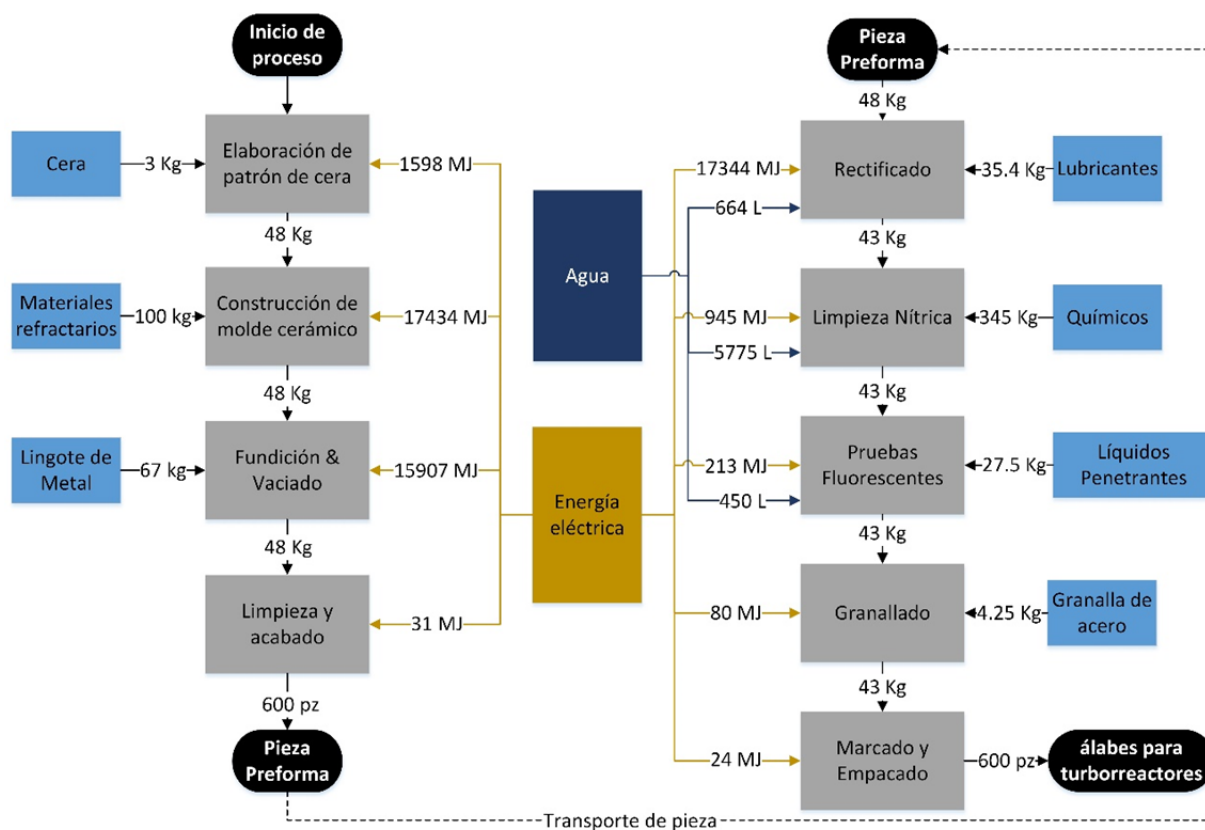 Inicio de
proceso
Cera
3 Kg
Elaboración de
patrón de cera
1598 MJ
48 Kg
Materiales
refractarios
100 kg
Construcción de
molde cerámico
17434 MJ
48 Kg
Lingote de
Metal
67 kg
Fundición &
Vaciado
15907 MJ
48 Kg
Limpieza y
acabado
31 MJ
600 pz
Pieza
Preforma
Transporte de pieza
Agua
Energía
eléctrica
Pieza
Preforma
48 Kg
17344 MJ
664 L
Rectificado
35.4 Kg
Lubricantes
43 Kg
945 MJ
5775 L
Limpieza Nítrica
345 Kg
Químicos
43 Kg
213 MJ
450 L
Pruebas
Fluorescentes
27.5 Kg
Líquidos
Penetrantes
43 Kg
80 MJ
Granallado
4.25 Kg
Granalla de
acero
43 Kg
24 MJ
Marcado y
Empacado
600 pz
álabes para
turborreactores